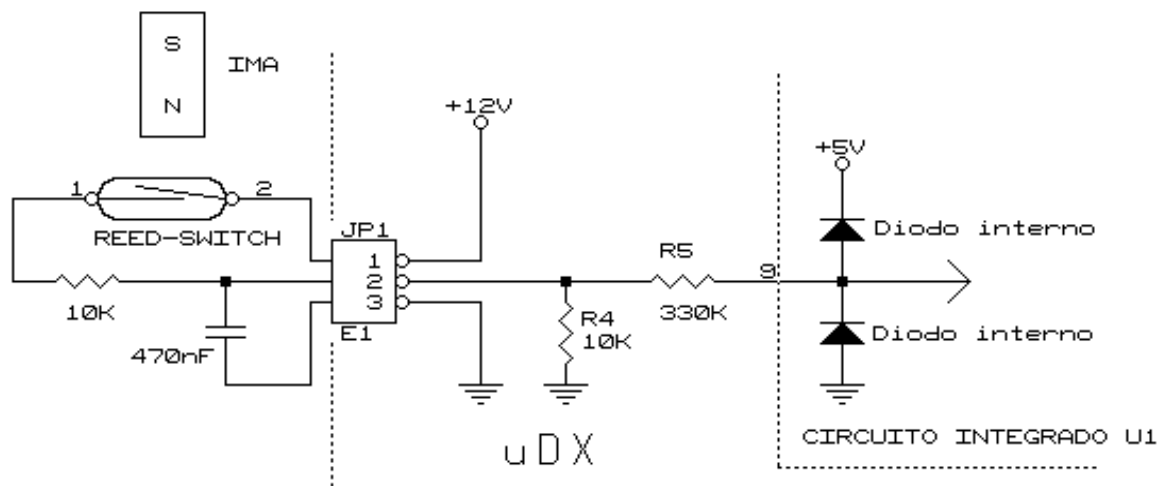 S
IMA
N
+12V
+5V
1
2
REED-SWITCH
JP1
Diodo interno
1
R5
2
9
3
10K
R4
330K
E1
10K
Diodo interno
470nF
CIRCUITO INTEGRADO U1
uDX